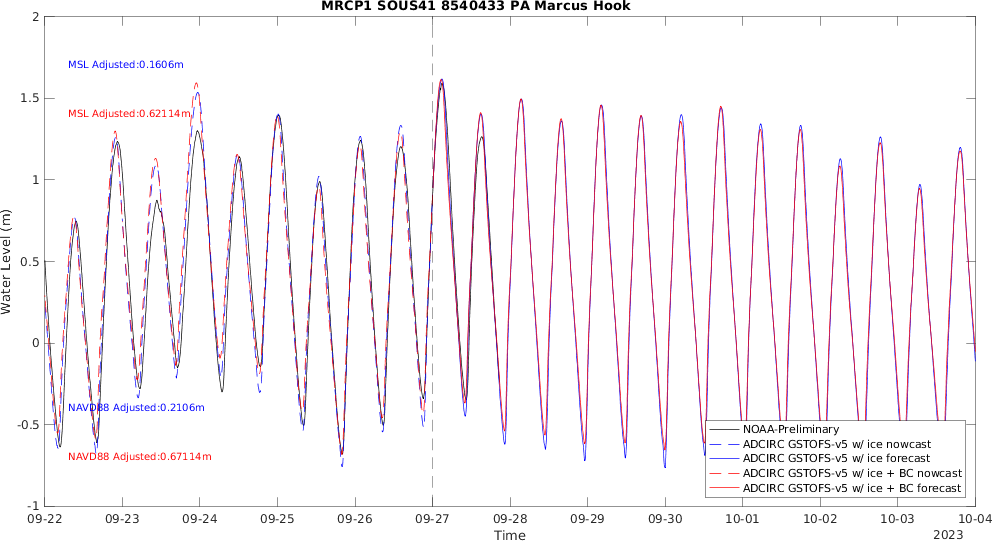 MRCP1 SOUS41 8540433 PA Marcus Hook
2
1.5
1
0.5
0
-0.5
-1
Water Level (m)
MSL Adjusted:0.1606m
MSL Adjusted:0.62114m
NAVD88 Adjusted:0.2106m
NAVD88 Adjusted:0.67114m
NOAA-Preliminary
ADCIRC GSTOFS-v5 w/ ice nowcast
ADCIRC GSTOFS-v5 w/ ice forecast
ADCIRC GSTOFS-v5 w/ ice + BC nowcast
ADCIRC GSTOFS-v5 w/ ice + BC forecast
09-22 09-23 09-24 09-25 09-26 09-27 09-28 09-29 09-30 10-01 10-02 10-03 10-04
Time
2023